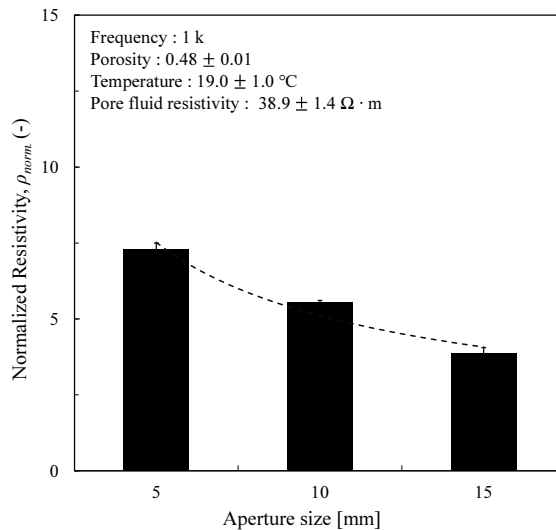 15
Frequency : 1 k
Porosity : 0.48 ± 0.01
Temperature : 19.0 ± 1.0 °C
Pore fluid resistivity : 38.9 ± 1.4 Ω · m
10
5
0
Normalized Resistivity, ρnorm. (-)
5 10 15
Aperture size [mm]